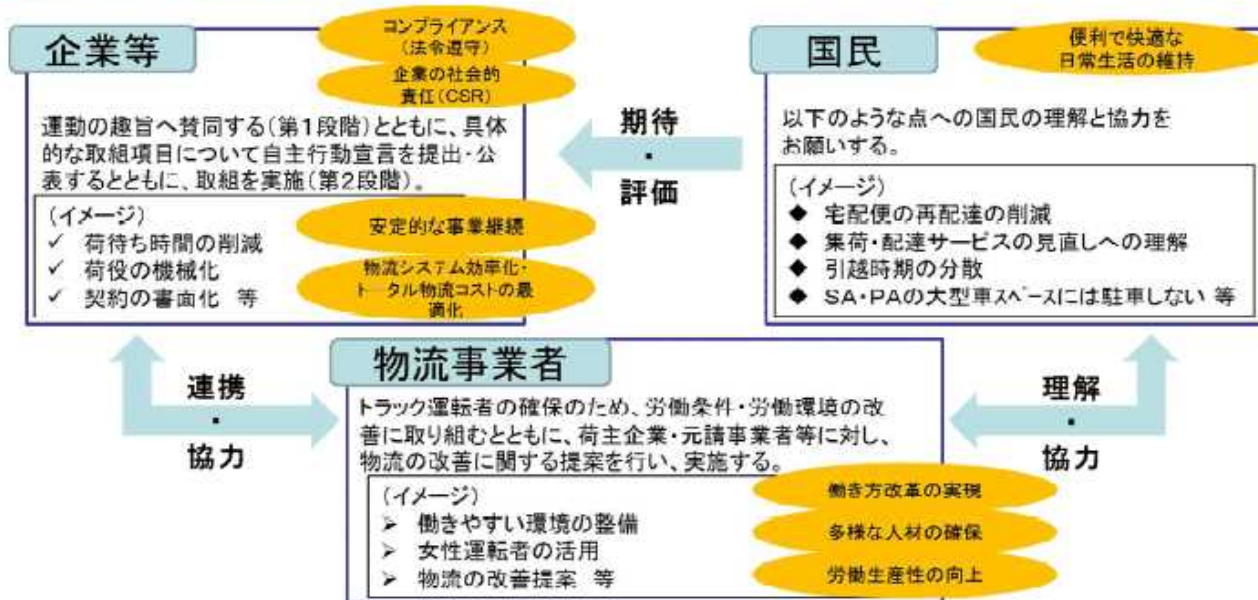 企業等
コンプライアンス
(法令遵守)
企業の社会的
責任(CSR)
運動の趣旨へ賛同する(第1段階)とともに、具体
的な取組項目について自主行動宣言を提出・公
表するとともに、取組を実施(第2段階)。
(イメージ)
✓ 荷待ち時間の削減
✓ 荷役の機械化
✓ 契約の書面化 等
安定的な事業継続
物流システム効率化・
トータル物流コストの最
適化
期待
・
評価
国民
便利で快適な
日常生活の維持
以下のような点への国民の理解と協力を
お願いする。
(イメージ)
◆ 宅配便の再配達の削減
◆ 集荷・配達サービスの見直しへの理解
◆ 引越時期の分散
◆ SA・PAの大型車スペースには駐車しない 等
連携
・
協力
物流事業者
トラック運転者の確保のため、労働条件・労働環境の改
善に取り組むとともに、荷主企業・元請事業者等に対し、
物流の改善に関する提案を行い、実施する。
(イメージ)
➢ 働きやすい環境の整備
➢ 女性運転者の活用
➢ 物流の改善提案 等
働き方改革の実現
多様な人材の確保
労働生産性の向上
理解
・
協力